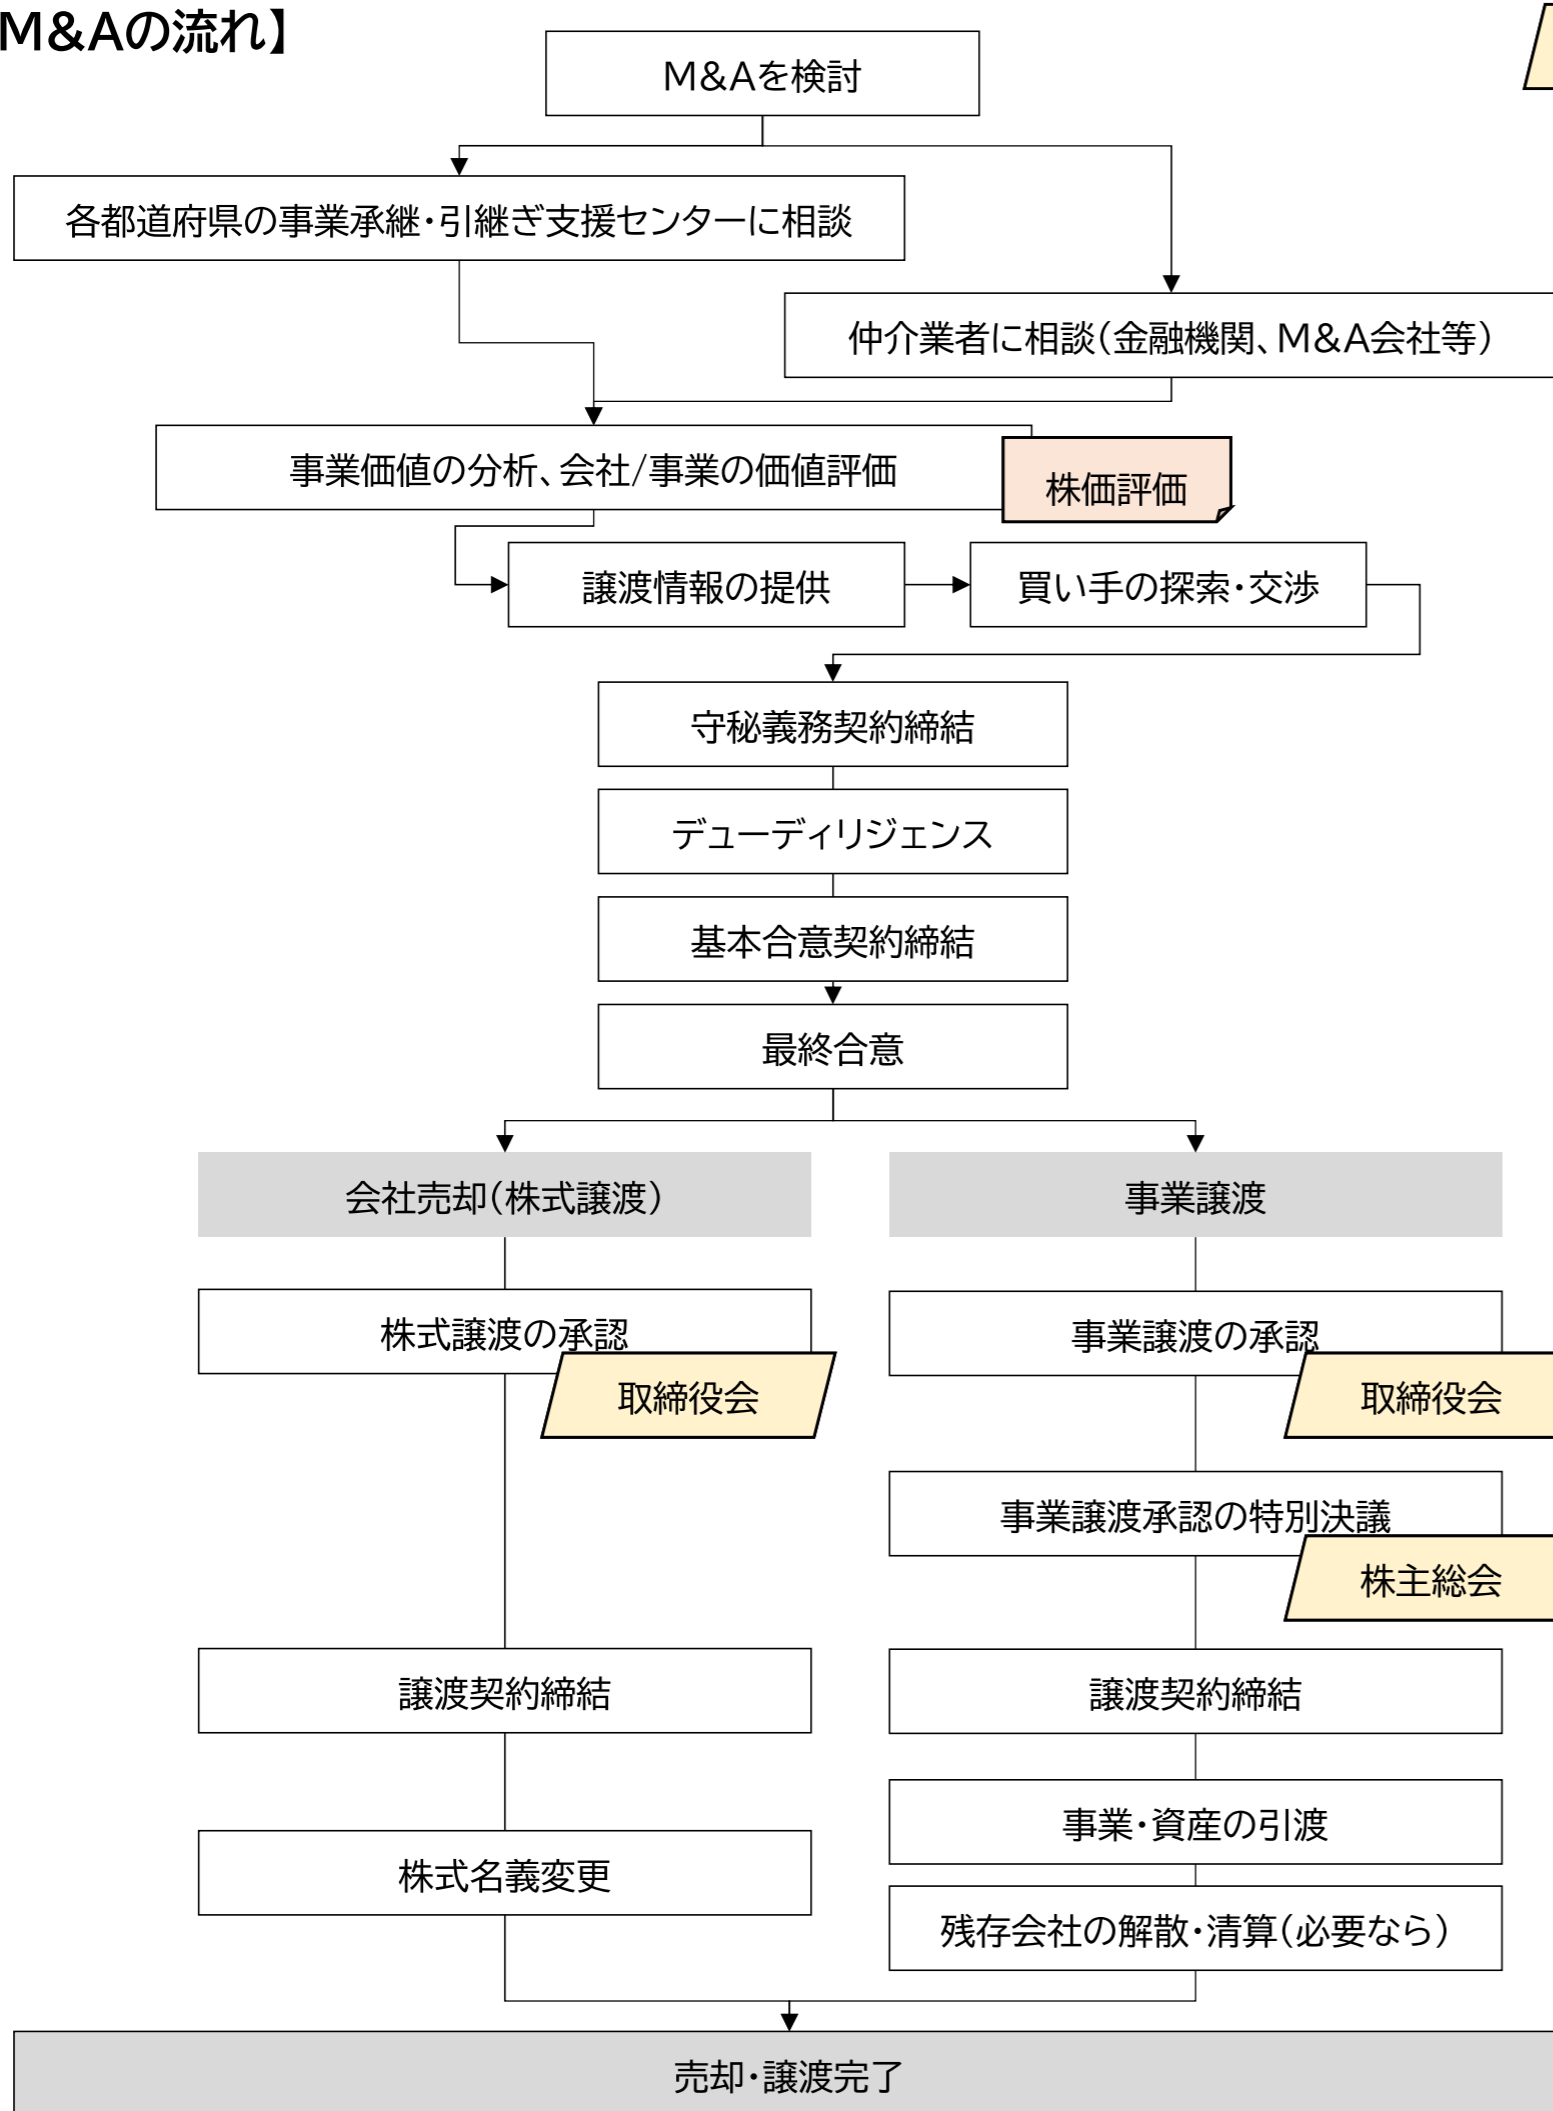 M&Aの流れ】
M&Aを検討
各都道府県の事業承継・引継ぎ支援センターに相談
仲介業者に相談(金融機関、M&A会社等)
事業価値の分析、会社/事業の価値評価
株価評価
譲渡情報の提供
買い手の探索・交渉
守秘義務契約締結
デューディリジェンス
基本合意契約締結
最終合意
会社売却(株式譲渡)
事業譲渡
株式譲渡の承認
事業譲渡の承認
取締役会
取締役会
事業譲渡承認の特別決議
株主総会
譲渡契約締結
譲渡契約締結
事業・資産の引渡
株式名義変更
残存会社の解散・清算(必要なら)
売却・譲渡完了